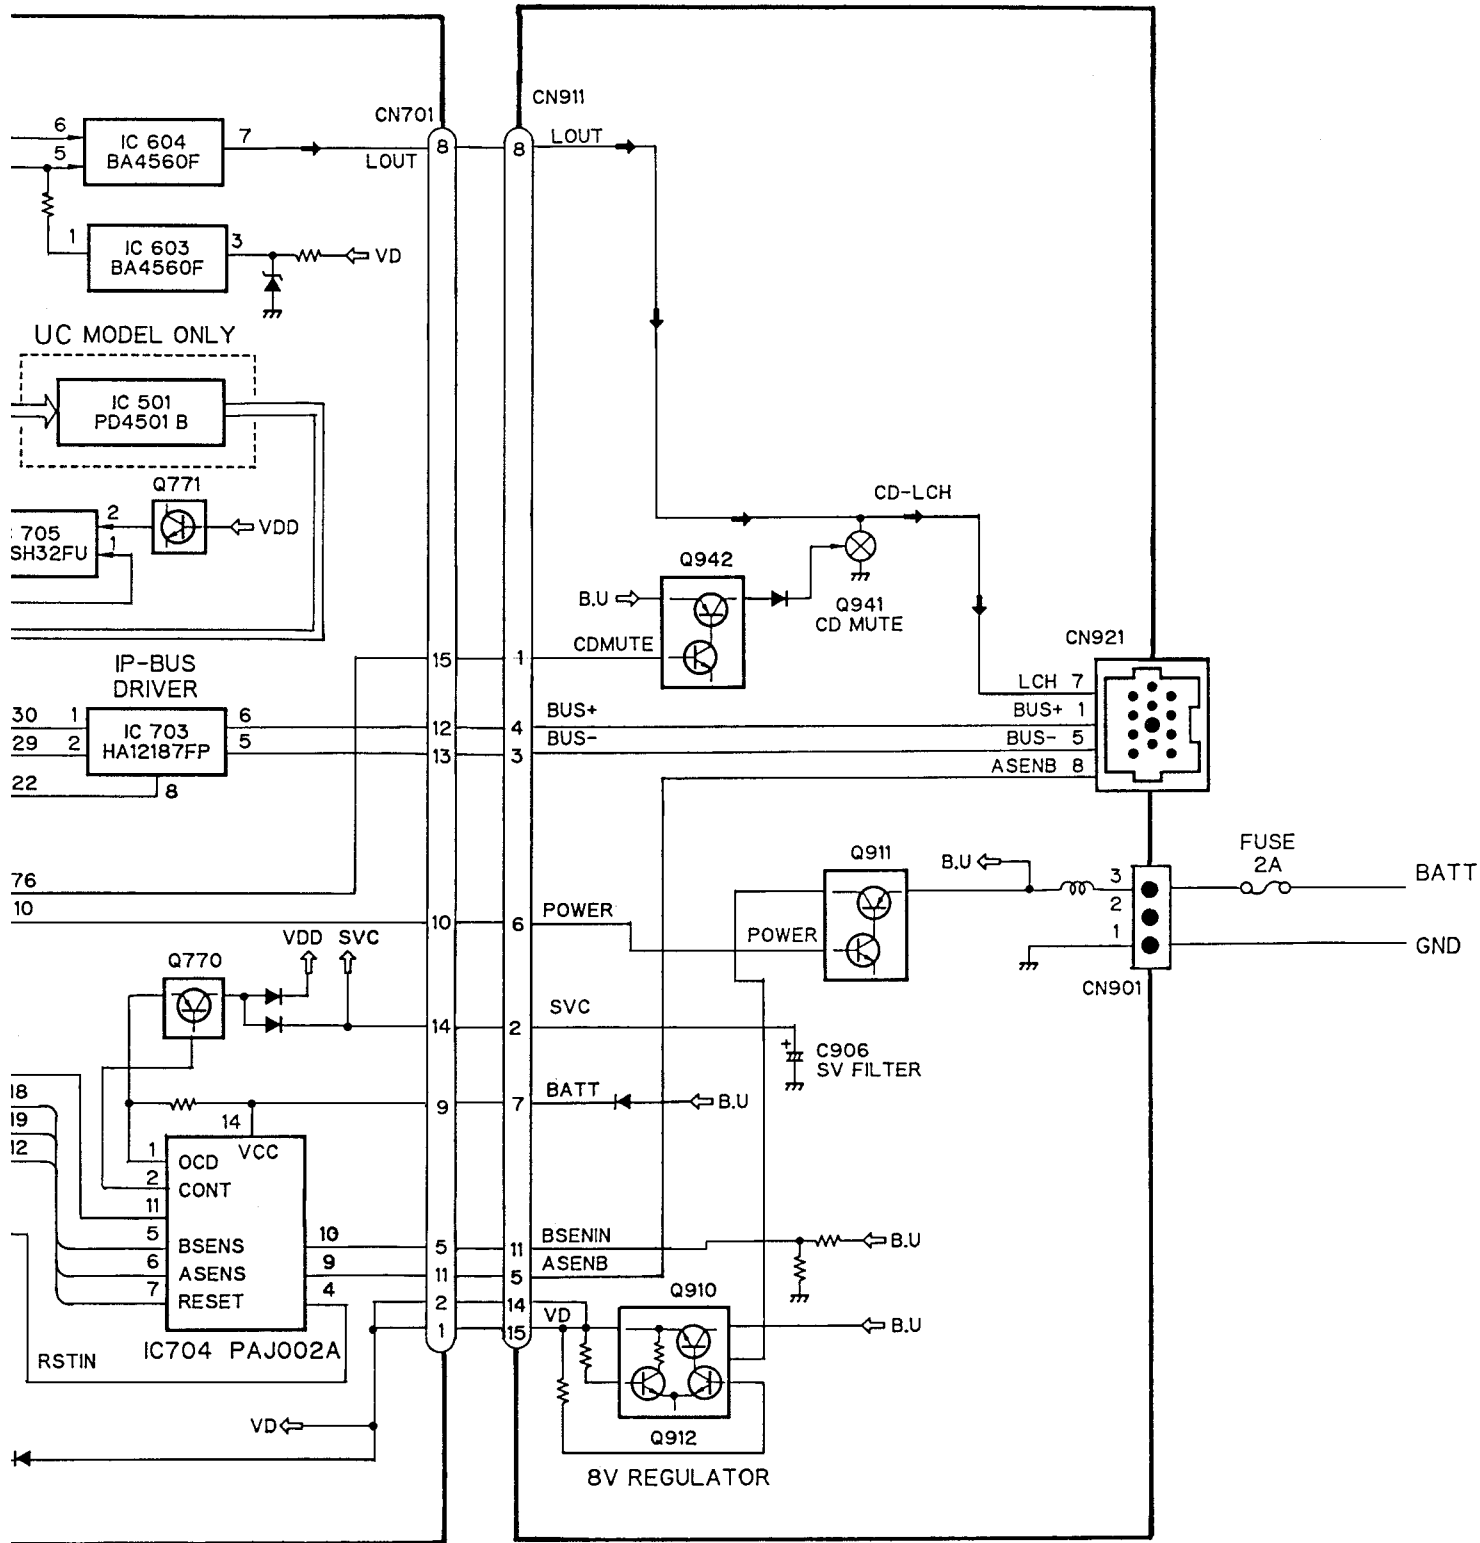 CN701
CN911
6
5
IC 604
BA4560F
7
LOUT
8
8
LOUT
1
IC 603
BA4560F
3
VD
UC MODEL ONLY
IC 501
PD4501 B
Q771
705
SH32FU
2
1
VDD
CD-LCH
Q942
B.U
CDMUTE
Q941
CD MUTE
15
1
IP-BUS
DRIVER
30
29
22
1
2
IC 703
HA12187FP
6
5
8
12
13
4
3
BUS+
BUS-
CN921
LCH 7
BUS+ 1
BUS- 5
ASENB 8
76
10
10
6
POWER
POWER
Q911
B.U
FUSE
2A
BATT
GND
3
2
1
CN901
VDD SVC
Q770
14
2
SVC
+
C906
SV FILTER
9
7
BATT
B.U
18
19
12
14
VCC
1
OCD
2
CONT
11
5
BSENS
6
ASENS
7
RESET
10
9
4
IC704 PAJ002A
RSTIN
5
11
2
1
11
5
14
15
BSENIN
ASENB
VD
B.U
Q910
B.U
Q912
8V REGULATOR
VD